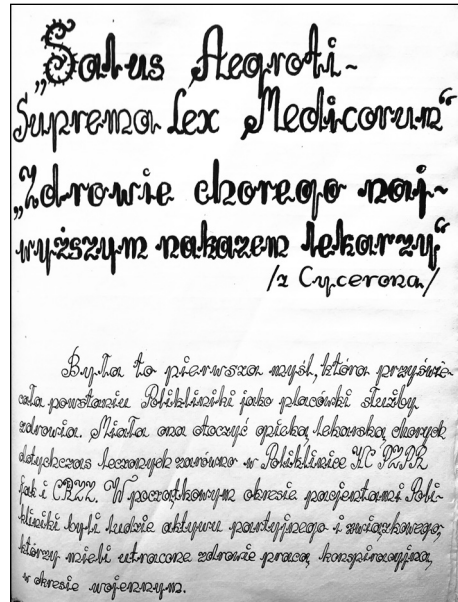 „Salus Aegroti -
Suprema Lex Medicorum“
„Zdrowie chorego naj-
wyższym nakazem lekarzy“
/z Cycerona/
Była to pierwsza myśl, która przyświe-
cała powstaniu Polikliniki jako placówki służby
zdrowia. Miała ona otoczyć opieką lekarską chorych
dotychczas leczonych zarówno w Poliklinice KC PZPR
jak i CRZZ. W początkowym okresie pacjentami Poli-
kliniki byli ludzie aktywu partyjnego i związkowego,
którzy mieli utracone zdrowie pracą konspiracyjną,
w okresie wojennym.